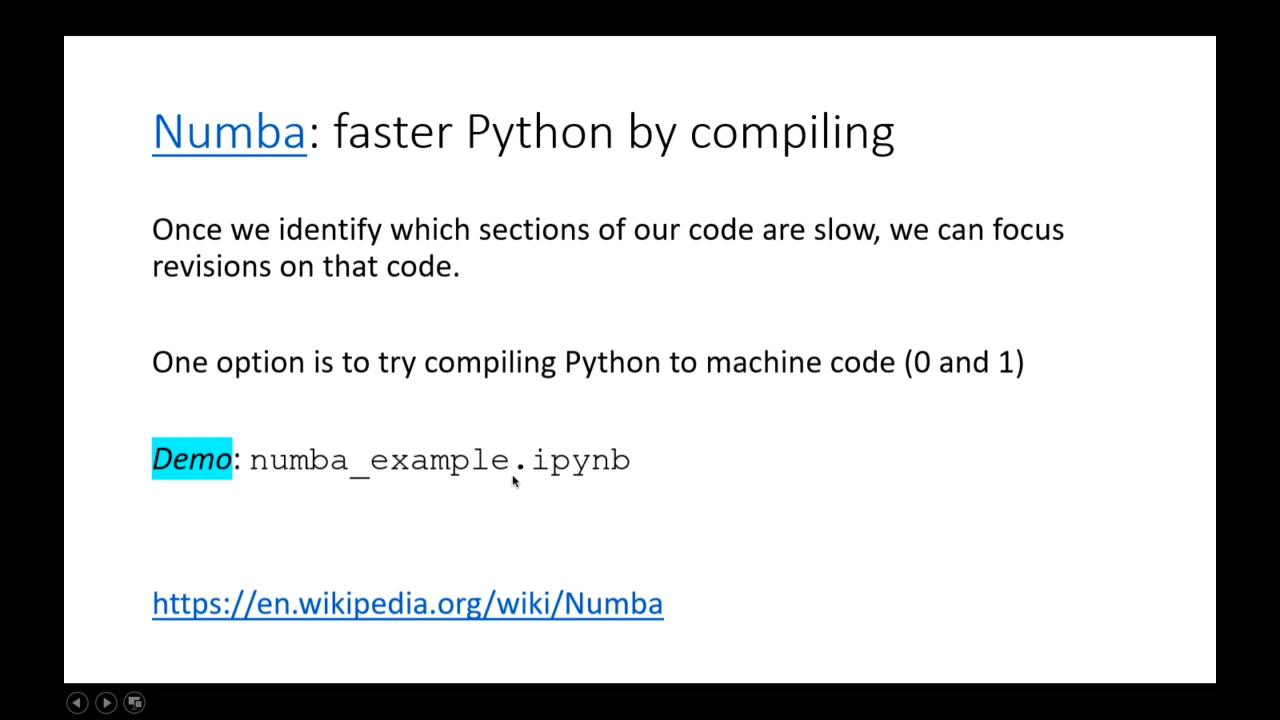 Numba: faster Python by compiling
Once we identify which sections of our code are slow, we can focus
revisions on that code.
One option is to try compiling Python to machine code (0 and 1)
Demo: numba_example.ipynb
https://en.wikipedia.org/wiki/Numba